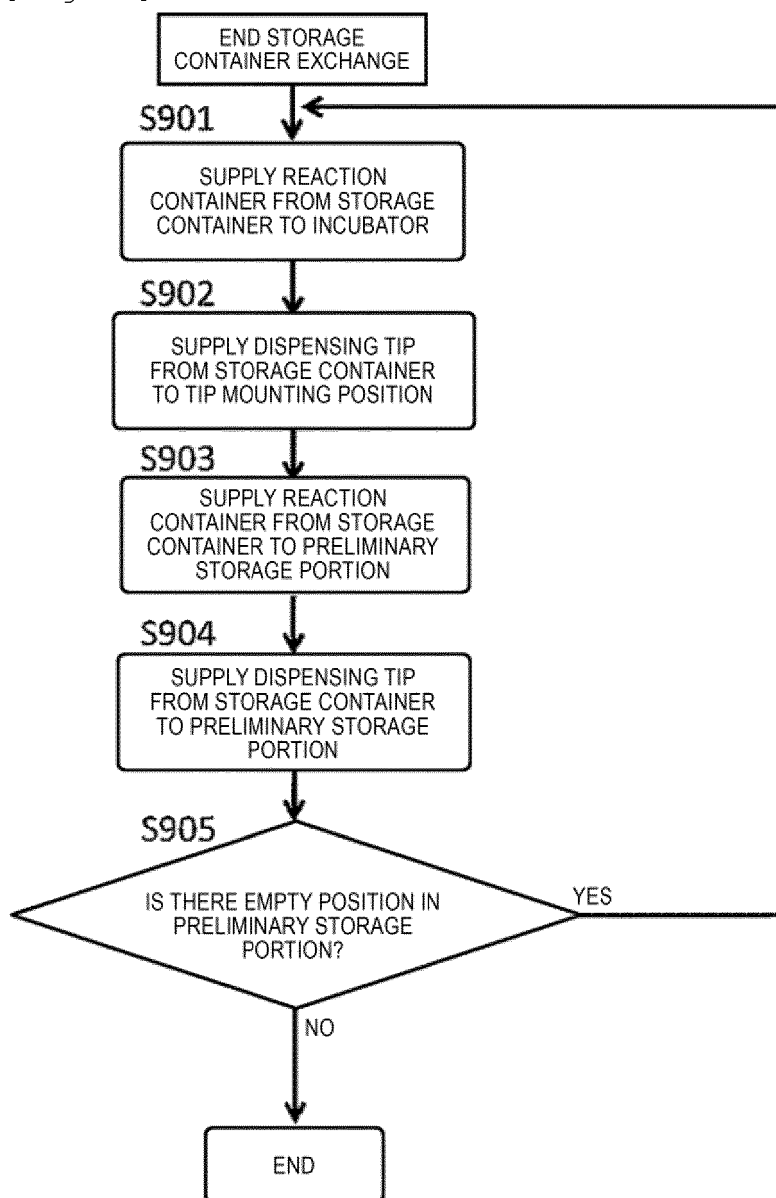 END STORAGE
CONTAINER EXCHANGE
S901
SUPPLY REACTION
CONTAINER FROM STORAGE
CONTAINER TO INCUBATOR
S902
SUPPLY DISPENSING TIP
FROM STORAGE CONTAINER
TO TIP MOUNTING POSITION
S903
SUPPLY REACTION
CONTAINER FROM STORAGE
CONTAINER TO PRELIMINARY
STORAGE PORTION
S904
SUPPLY DISPENSING TIP
FROM STORAGE CONTAINER
TO PRELIMINARY STORAGE
PORTION
S905
IS THERE EMPTY POSITION IN
PRELIMINARY STORAGE
PORTION?
YES
NO
END